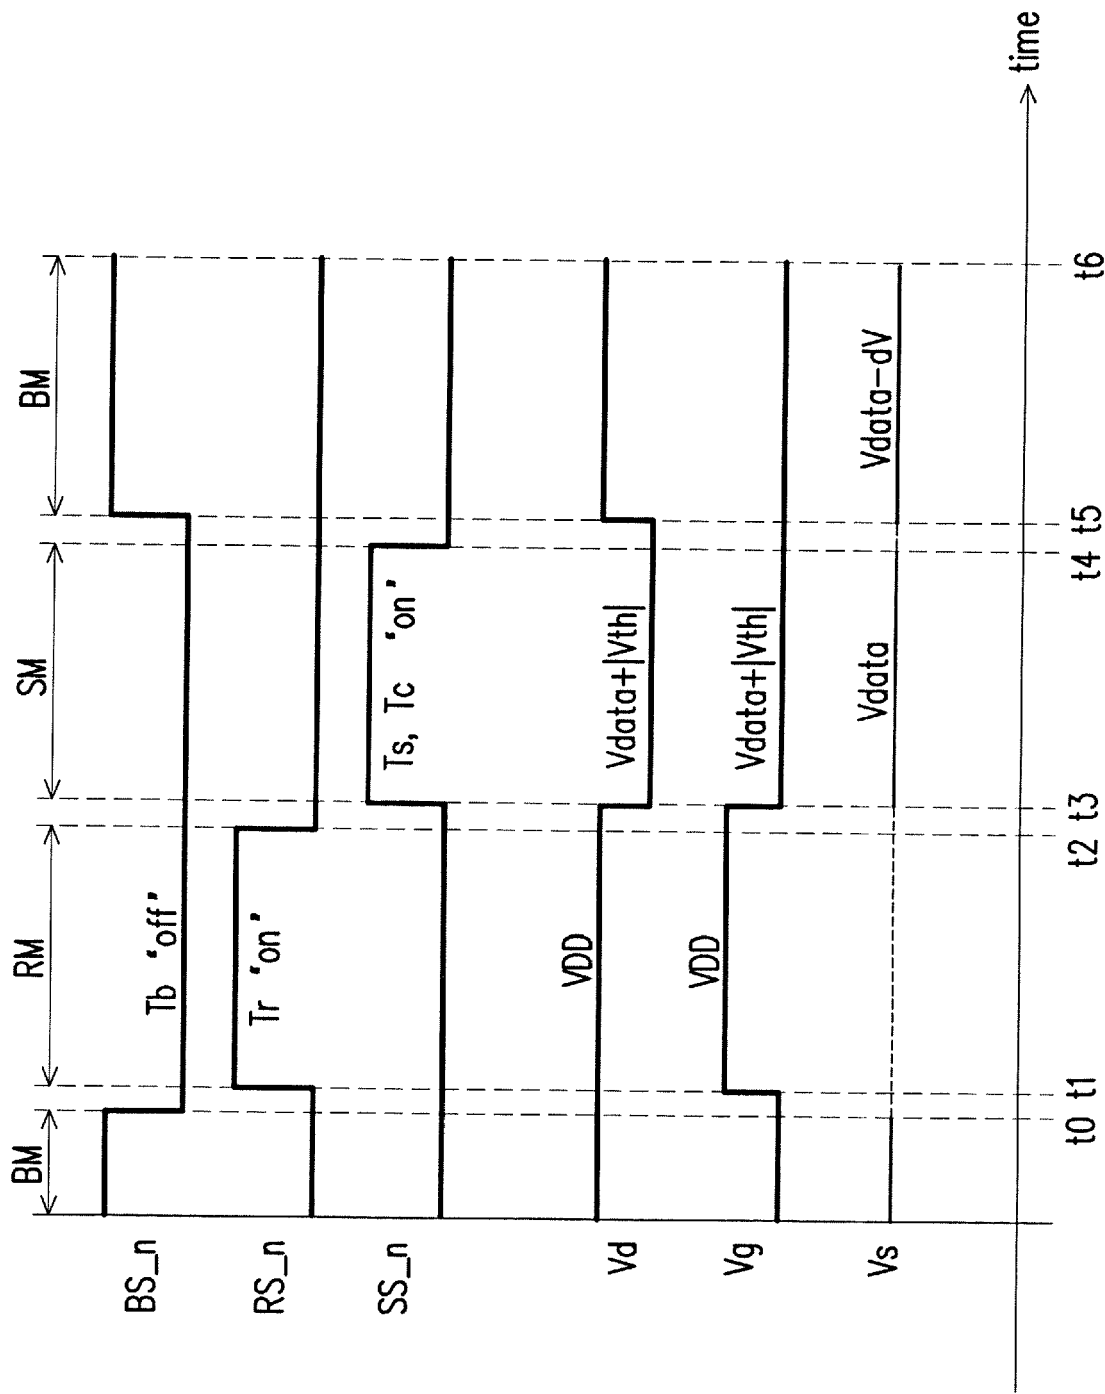 BM
RM
SM
BM
BS_n
Tb “off”
RS_n
Tr “on”
SS_n
Ts, Tc “on”
Vd
VDD
Vdata+|Vth|
Vg
VDD
Vdata+|Vth|
Vs
Vdata
Vdata-dV
t0
t1
t2
t3
t4
t5
t6
time